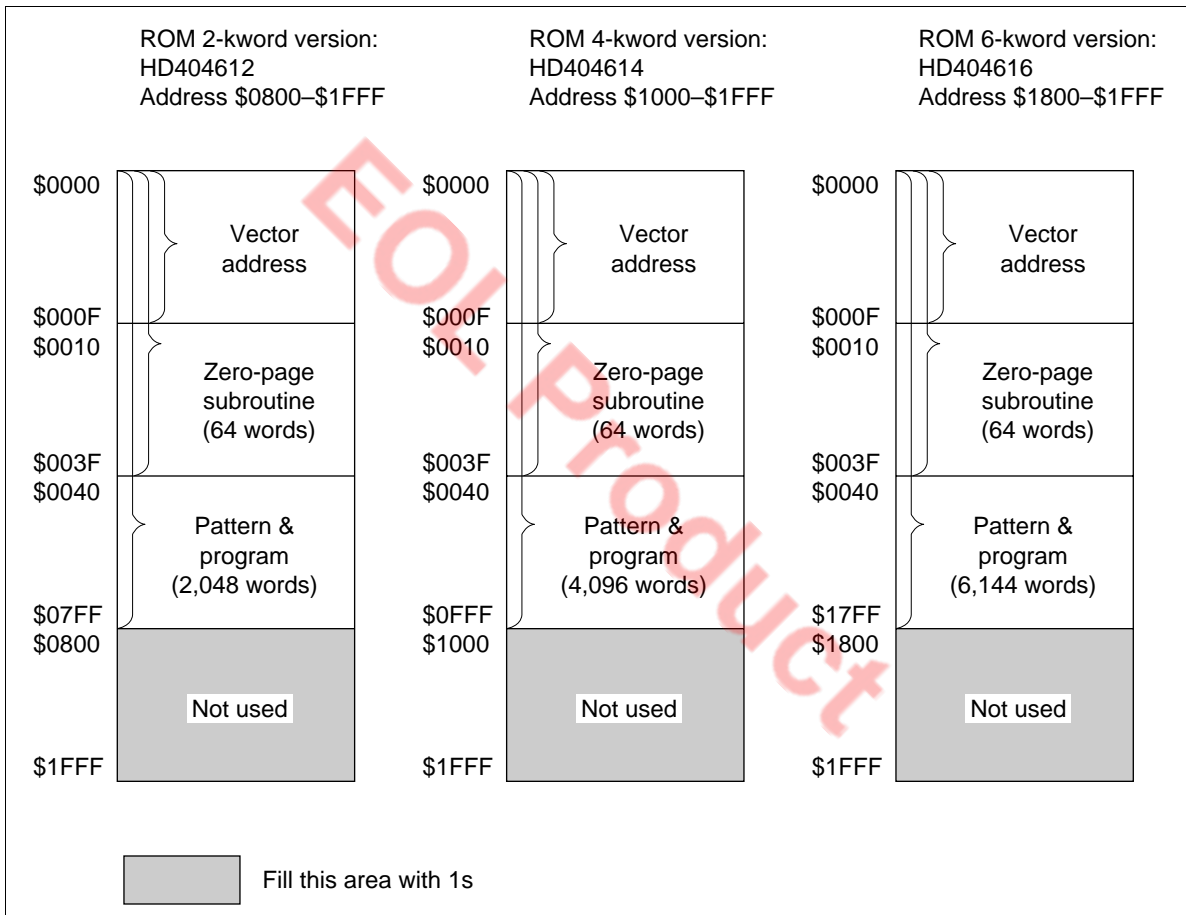 ROM 2-kword version:
HD404612
Address $0800–$1FFF
$0000
Vector
address
$000F
$0010
Zero-page
subroutine
(64 words)
$003F
$0040
Pattern &
program
(2,048 words)
$07FF
$0800
Not used
$1FFF
ROM 4-kword version:
HD404614
Address $1000–$1FFF
$0000
Vector
address
$000F
$0010
Zero-page
subroutine
(64 words)
$003F
$0040
Pattern &
program
(4,096 words)
$0FFF
$1000
Not used
$1FFF
ROM 6-kword version:
HD404616
Address $1800–$1FFF
$0000
Vector
address
$000F
$0010
Zero-page
subroutine
(64 words)
$003F
$0040
Pattern &
program
(6,144 words)
$17FF
$1800
Not used
$1FFF
Fill this area with 1s
EOL Product